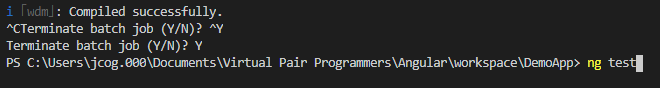 i ｢wdm｣: Compiled successfully.
^CTerminate batch job (Y/N)? ^Y
Terminate batch job (Y/N)? Y
PS C:\Users\jcog.000\Documents\Virtual Pair Programmers\Angular\workspace\DemoApp> ng test